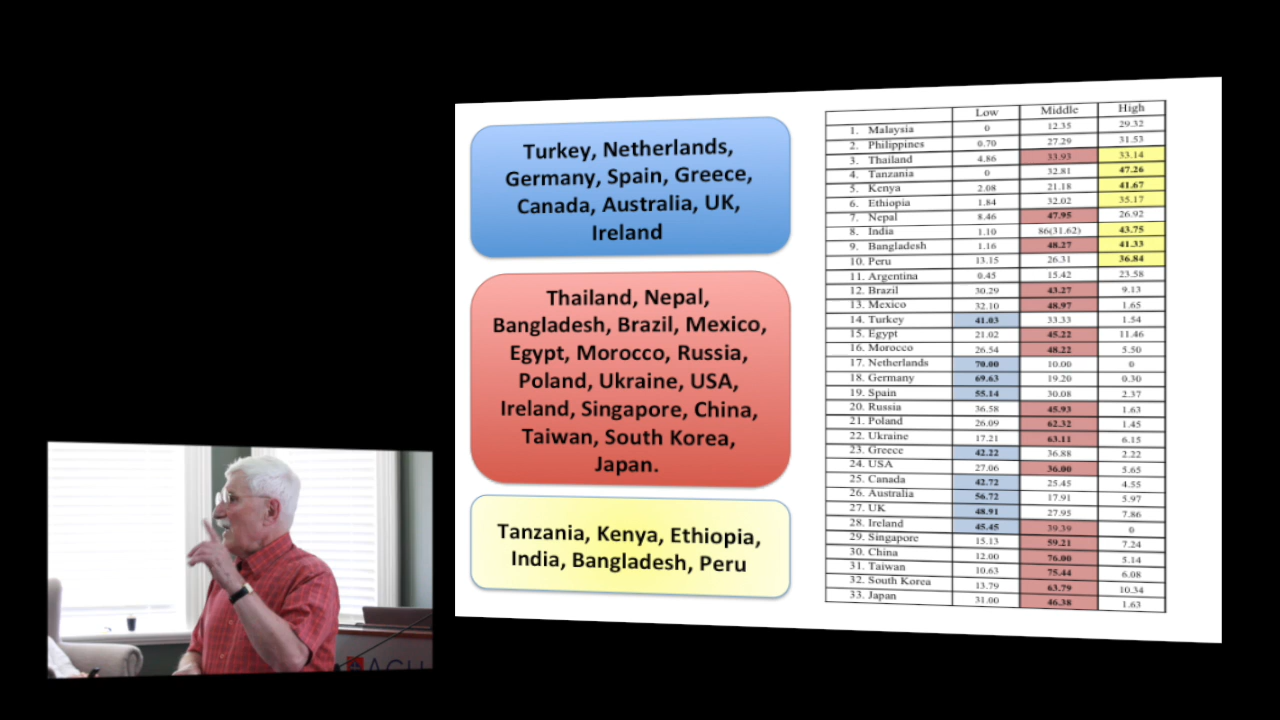 Turkey, Netherlands,
Germany, Spain, Greece,
Canada, Australia, UK,
Ireland
Thailand, Nepal,
Bangladesh, Brazil, Mexico,
Egypt, Morocco, Russia,
Poland, Ukraine, USA,
Ireland, Singapore, China,
Taiwan, South Korea,
Japan.
Tanzania, Kenya, Ethiopia,
India, Bangladesh, Peru
Low Middle High
1. Malaysia 0 12.35 29.32
2. Philippines 0.70 27.29 31.53
3. Thailand 4.86 33.93 33.14
4. Tanzania 0 32.81 47.26
5. Kenya 2.08 21.18 41.67
6. Ethiopia 1.84 32.02 35.17
7. Nepal 8.46 47.95 26.92
8. India 1.10 86(31.62) 43.75
9. Bangladesh 1.16 48.27 41.33
10. Peru 13.15 26.31 36.84
11. Argentina 0.45 15.42 23.58
12. Brazil 30.29 43.27 9.13
13. Mexico 32.10 48.97 1.65
14. Turkey 41.03 33.33 1.54
15. Egypt 21.02 45.22 11.46
16. Morocco 26.54 48.22 5.50
17. Netherlands 70.00 10.00 0
18. Germany 69.63 19.20 0.30
19. Spain 55.14 30.08 2.37
20. Russia 36.58 45.93 1.63
21. Poland 26.09 62.32 1.45
22. Ukraine 17.21 63.11 6.15
23. Greece 42.22 36.88 2.22
24. USA 27.06 36.00 5.65
25. Canada 42.72 25.45 4.55
26. Australia 56.72 17.91 5.97
27. UK 48.91 27.95 7.86
28. Ireland 45.45 39.39 0
29. Singapore 15.13 59.21 7.24
30. China 12.00 76.00 5.14
31. Taiwan 10.63 75.44 6.08
32. South Korea 13.79 63.79 10.34
33. Japan 31.00 46.38 1.63